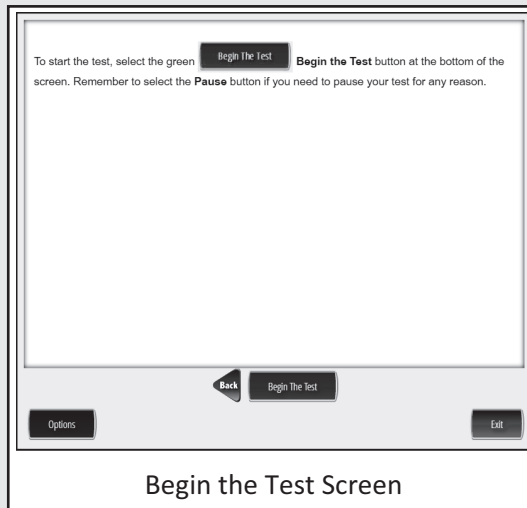 To start the test, select the green Begin The Test Begin the Test button at the bottom of the
screen. Remember to select the Pause button if you need to pause your test for any reason.
Back Begin The Test
Options Exit
Begin the Test Screen